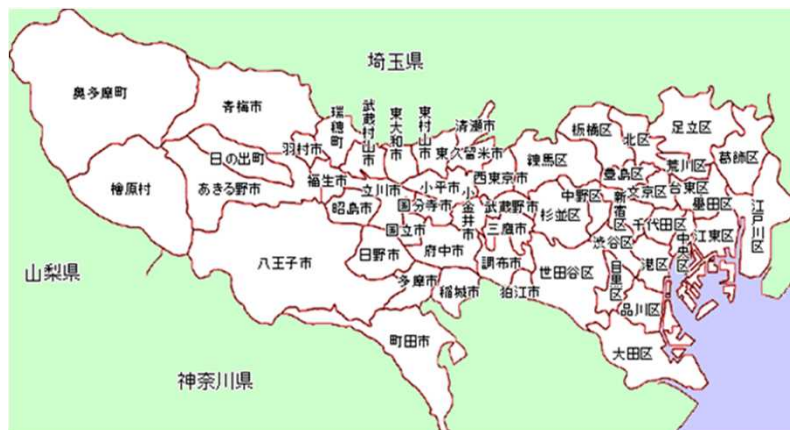 埼玉県
奥多摩町
青梅市
瑞穂町
武蔵村山市
東大和市
東村山市
清瀬市
東久留米市
板橋区
北区
足立区
日の出町
羽村市
練馬区
豊島区
荒川区
葛飾区
檜原村
あきる野市
福生市
立川市
小平市
西東京市
中野区
文京区
台東区
墨田区
江戸川区
昭島市
国分寺市
小金井市
武蔵野市
杉並区
新宿区
千代田区
国立市
三鷹市
渋谷区
中央区
江東区
山梨県
八王子市
日野市
府中市
調布市
世田谷区
目黒区
港区
多摩市
稲城市
狛江市
品川区
町田市
大田区
神奈川県